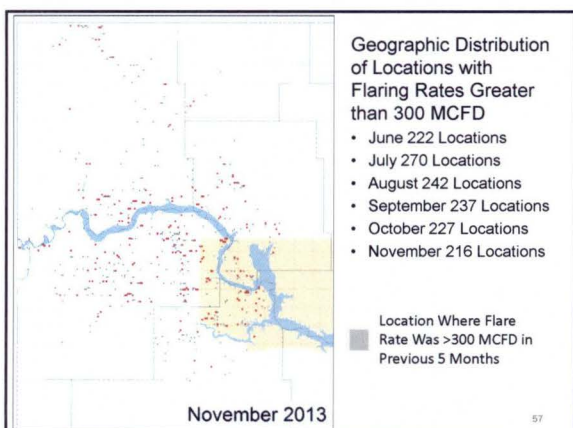 Geographic Distribution
of Locations with
Flaring Rates Greater
than 300 MCFD
• June 222 Locations
• July 270 Locations
• August 242 Locations
• September 237 Locations
• October 227 Locations
• November 216 Locations
Location Where Flare
Rate Was >300 MCFD in
Previous 5 Months
November 2013
57